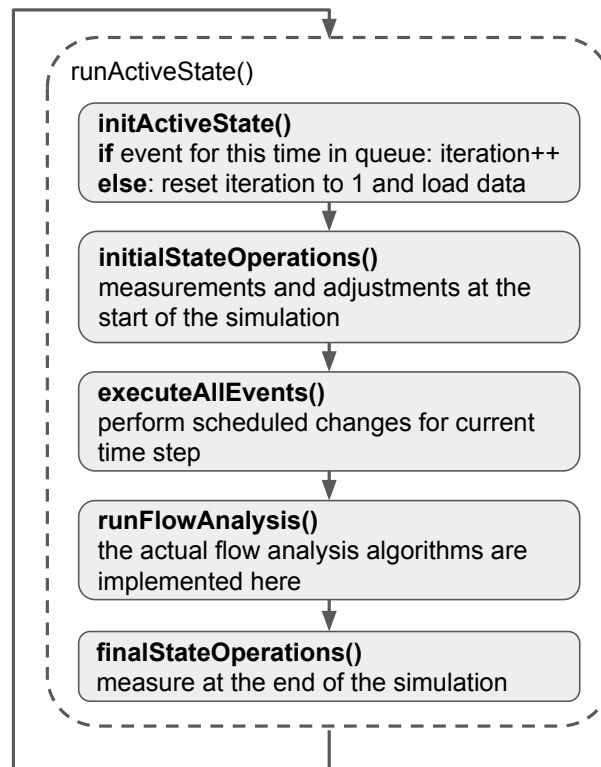 runActiveState()
initActiveState()
if event for this time in queue: iteration++
else: reset iteration to 1 and load data
initialStateOperations()
measurements and adjustments at the
start of the simulation
executeAllEvents()
perform scheduled changes for current
time step
runFlowAnalysis()
the actual flow analysis algorithms are
implemented here
finalStateOperations()
measure at the end of the simulation